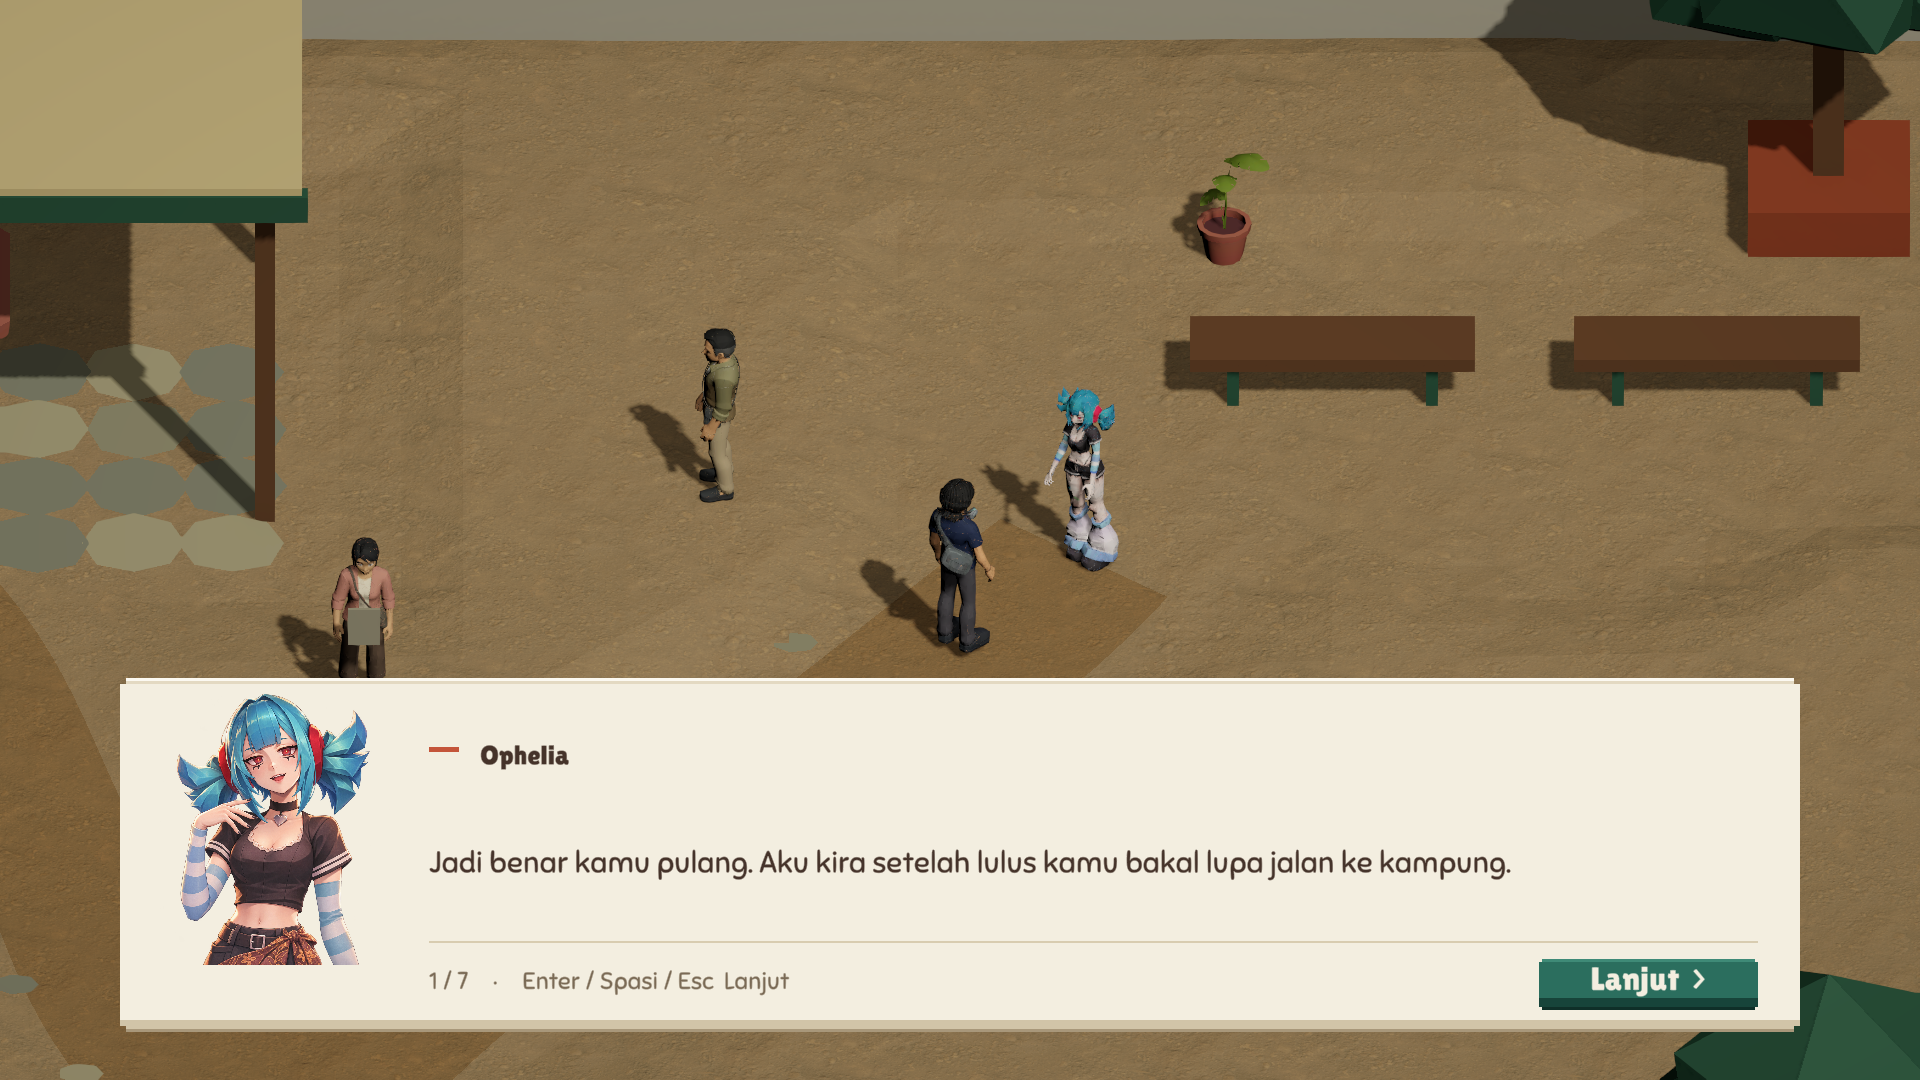 Ophelia
Jadi benar kamu pulang. Aku kira setelah lulus kamu bakal lupa jalan ke kampung.
1 / 7 · Enter / Spasi / Esc Lanjut
Lanjut >